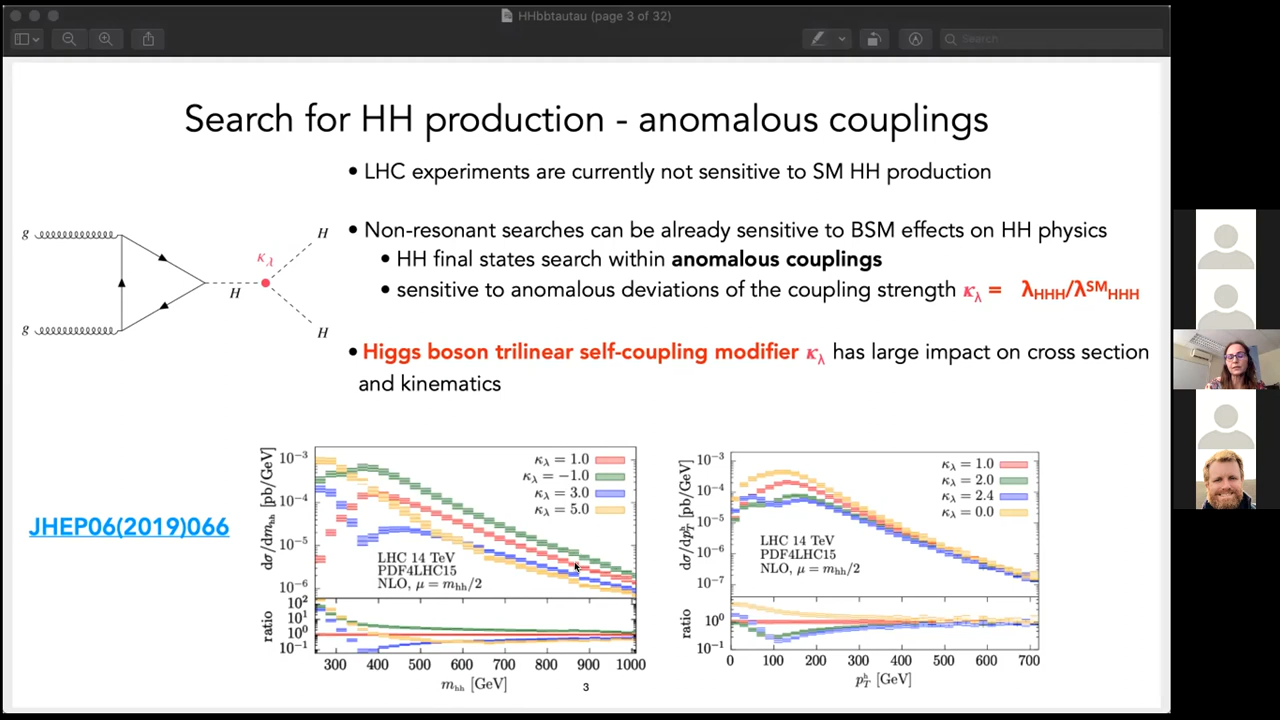 HHbbtautau (page 3 of 32)
Search
Search for HH production - anomalous couplings
• LHC experiments are currently not sensitive to SM HH production
• Non-resonant searches can be already sensitive to BSM effects on HH physics
• HH final states search within anomalous couplings
• sensitive to anomalous deviations of the coupling strength κλ = λHHH/λSMHHH
• Higgs boson trilinear self-coupling modifier κλ has large impact on cross section
and kinematics
g
g
H
κλ
H
H
JHEP06(2019)066
dσ/dmhh [pb/GeV]
10⁻³
10⁻⁴
10⁻⁵
10⁻⁶
κλ = 1.0
κλ = −1.0
κλ = 3.0
κλ = 5.0
LHC 14 TeV
PDF4LHC15
NLO, μ = mhh/2
ratio
10²
10¹
10⁰
10⁻¹
300 400 500 600 700 800 900 1000
mhh [GeV]
dσ/dpᵀʰ [pb/GeV]
10⁻³
10⁻⁴
10⁻⁵
10⁻⁶
10⁻⁷
κλ = 1.0
κλ = 2.0
κλ = 2.4
κλ = 0.0
LHC 14 TeV
PDF4LHC15
NLO, μ = mhh/2
ratio
10⁰
10⁻¹
0 100 200 300 400 500 600 700
pᵀʰ [GeV]
3